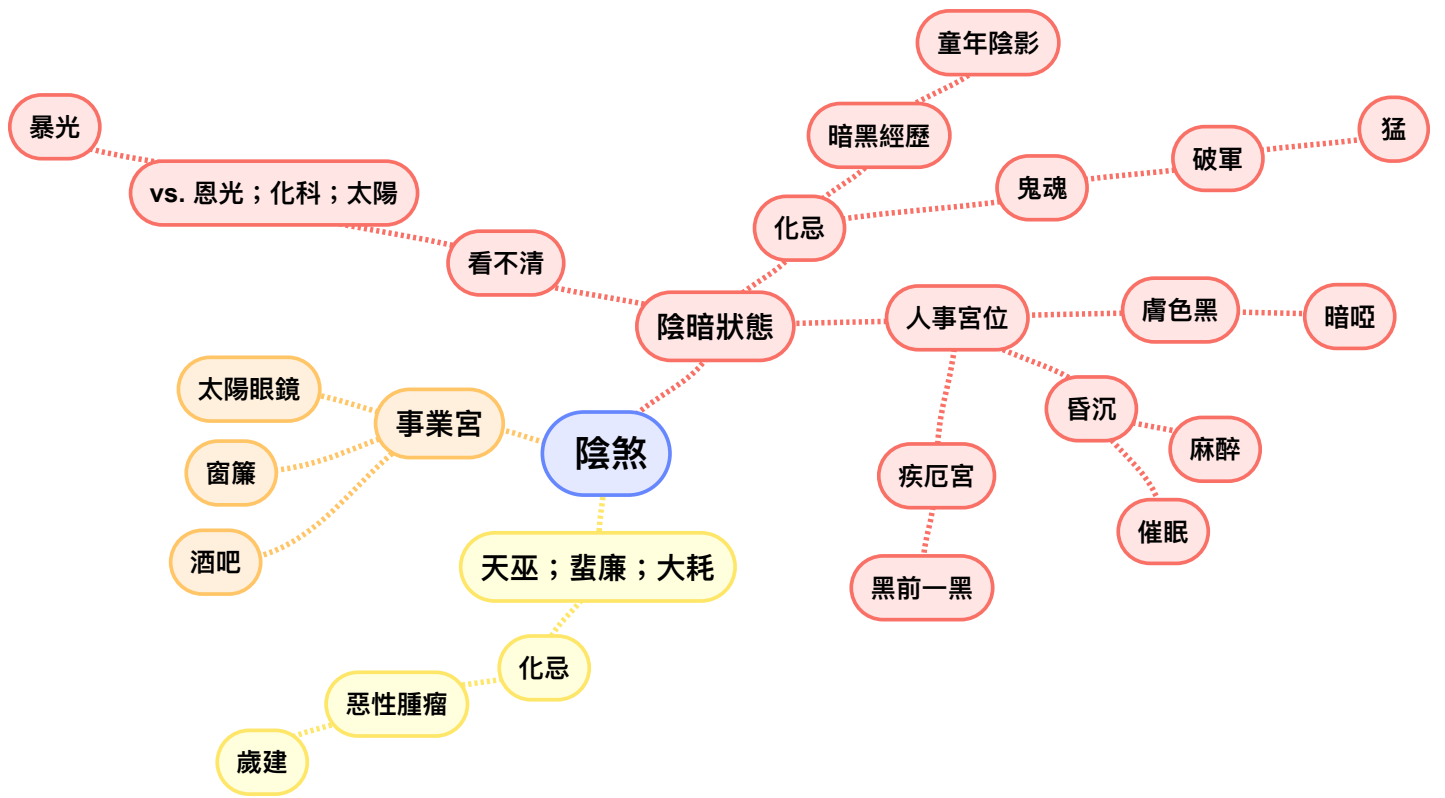 童年陰影
暴光
暗黑經歷
猛
破軍
vs. 恩光；化科；太陽
鬼魂
化忌
看不清
陰暗狀態
人事宮位
膚色黑
暗啞
太陽眼鏡
事業宮
昏沉
陰煞
麻醉
窗簾
疾厄宮
催眠
酒吧
天巫；蜚廉；大耗
黑前一黑
化忌
惡性腫瘤
歲建